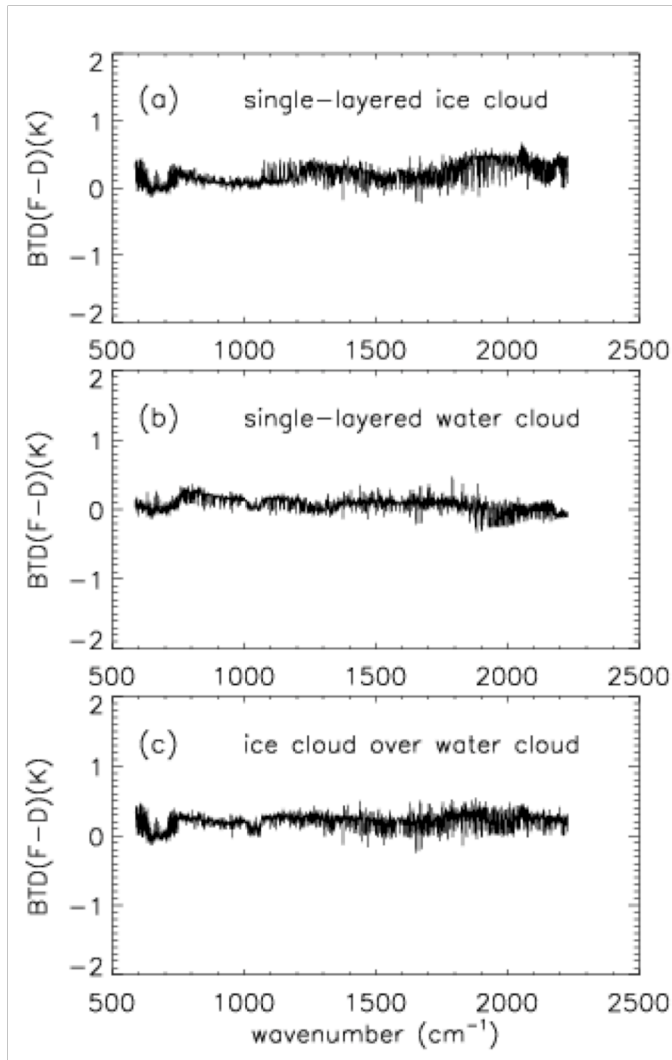 2
(a) single-layered ice cloud
1
0
-1
-2
BTD(F-D)(K)
500 1000 1500 2000 2500
2
(b) single-layered water cloud
1
0
-1
-2
BTD(F-D)(K)
500 1000 1500 2000 2500
2
(c) ice cloud over water cloud
1
0
-1
-2
BTD(F-D)(K)
500 1000 1500 2000 2500
wavenumber (cm⁻¹)